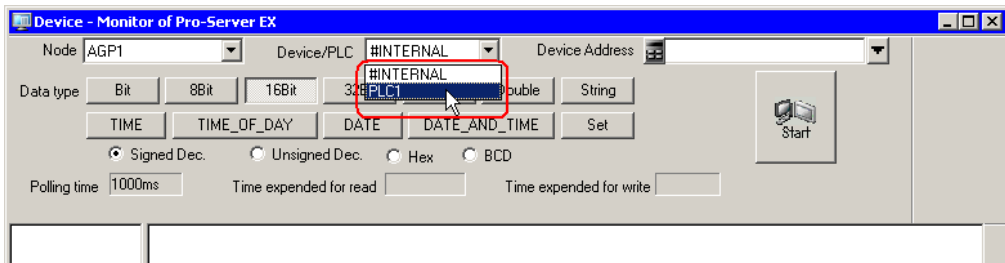 Device - Monitor of Pro-Server EX
Node AGP1 Device/PLC #INTERNAL Device Address
#INTERNAL
PLC1
Data type Bit 8Bit 16Bit Double String
TIME TIME_OF_DAY DATE DATE_AND_TIME Set
Start
Signed Dec. Unsigned Dec. Hex BCD
Polling time 1000ms Time expended for read Time expended for write